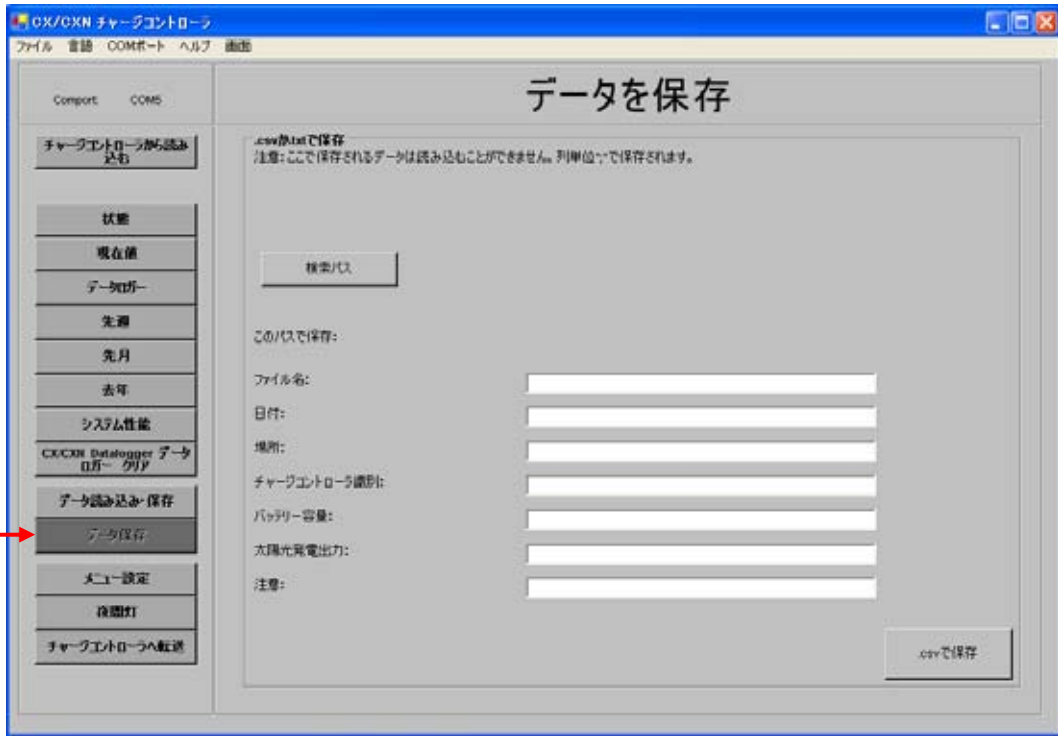 CX/CXN チャージコントローラ
ファイル 言語 COMポート ヘルプ 画面
Comport: COM5
データを保存
チャージコントローラから読み
込む
.csvか.txtで保存
注意:ここで保存されるデータは読み込むことができません。列単位";"で保存されます。
状態
現在値
検索パス
データロガー
先週
このパスで保存:
先月
ファイル名:
去年
日付:
システム性能
場所:
CX/CXN Datalogger データ
ロガー クリア
チャージコントローラ識別:
データ読み込み・保存
バッテリー容量:
データ保存
太陽光発電出力:
メニュー設定
注意:
夜間灯
チャージコントローラへ転送
.csvで保存